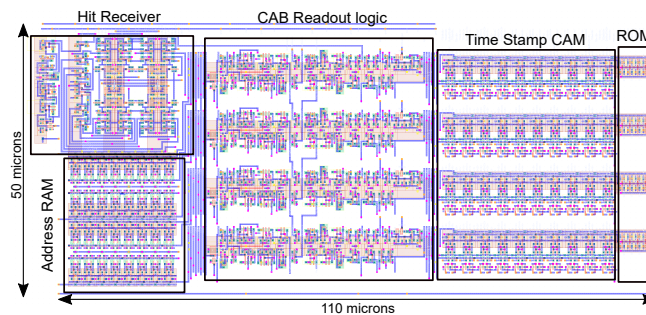 Hit Receiver
CAB Readout logic
Time Stamp CAM
ROM
50 microns
Address RAM
110 microns